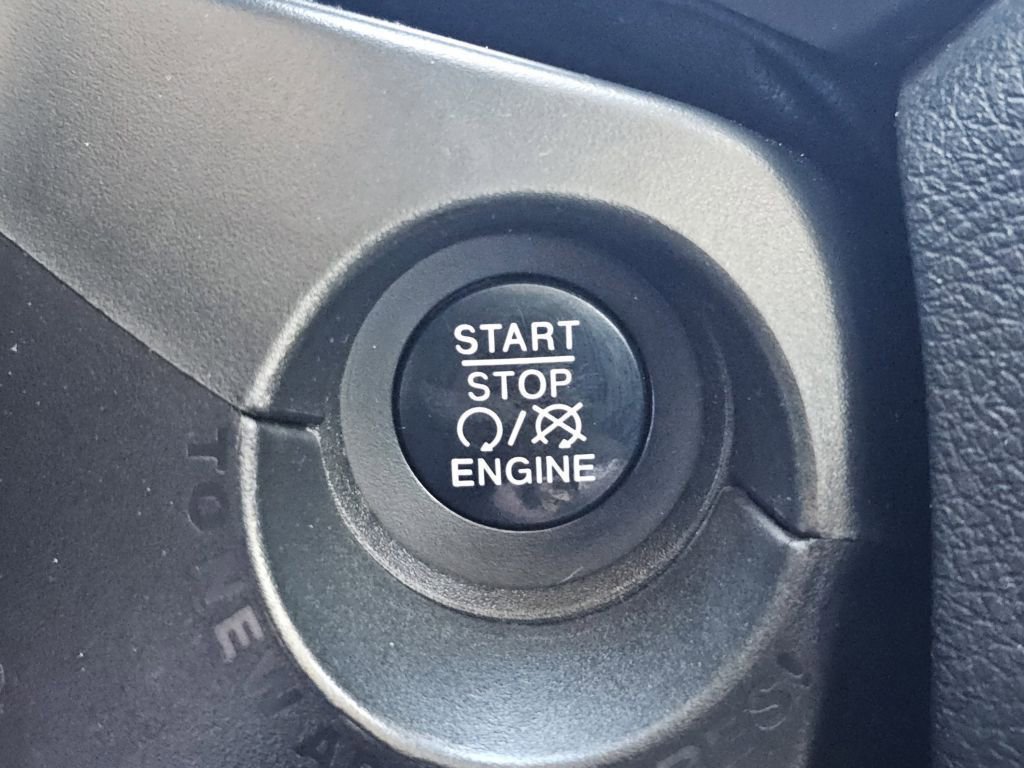 START
STOP
/
ENGINE